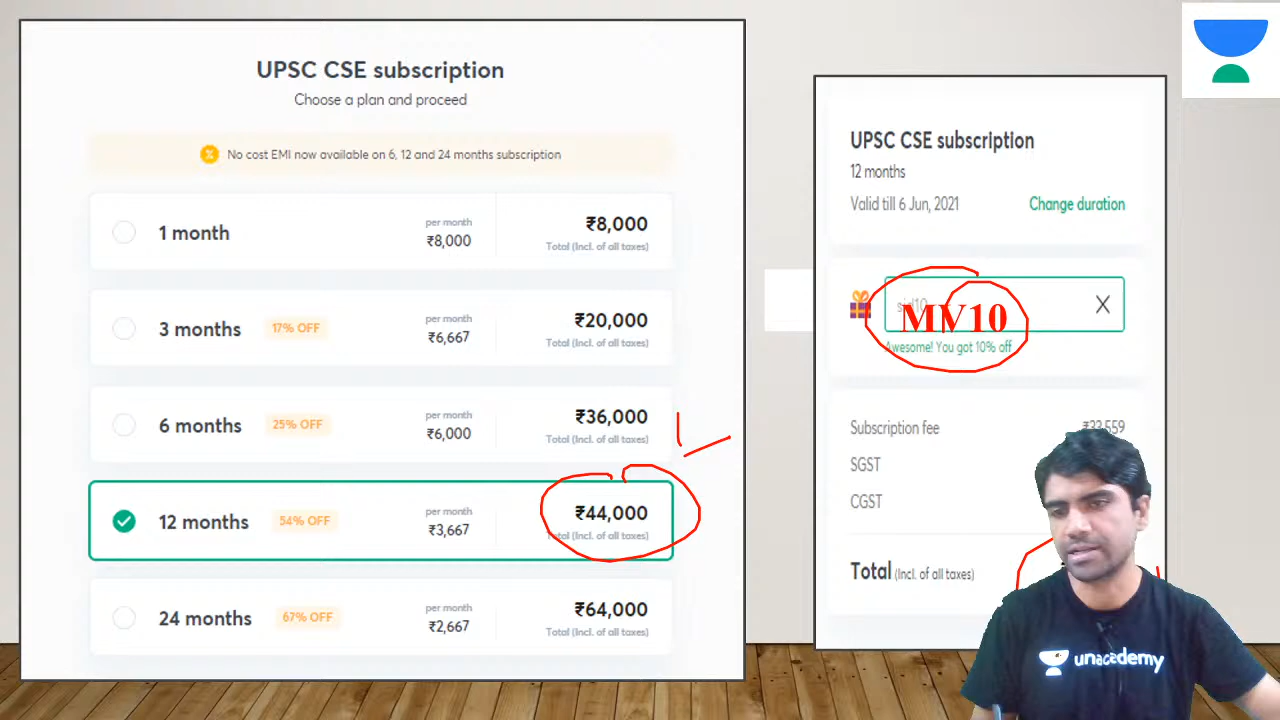 UPSC CSE subscription
Choose a plan and proceed
No cost EMI now available on 6, 12 and 24 months subscription
1 month
per month
₹8,000
₹8,000
Total (Incl. of all taxes)
3 months 17% OFF
per month
₹6,667
₹20,000
Total (Incl. of all taxes)
6 months 25% OFF
per month
₹6,000
₹36,000
Total (Incl. of all taxes)
12 months 54% OFF
per month
₹3,667
₹44,000
Total (Incl. of all taxes)
24 months 67% OFF
per month
₹2,667
₹64,000
Total (Incl. of all taxes)
UPSC CSE subscription
12 months
Valid till 6 Jun, 2021 Change duration
MV10
Awesome! You got 10% off
Subscription fee ₹33,559
SGST
CGST
Total (Incl. of all taxes)
unacademy